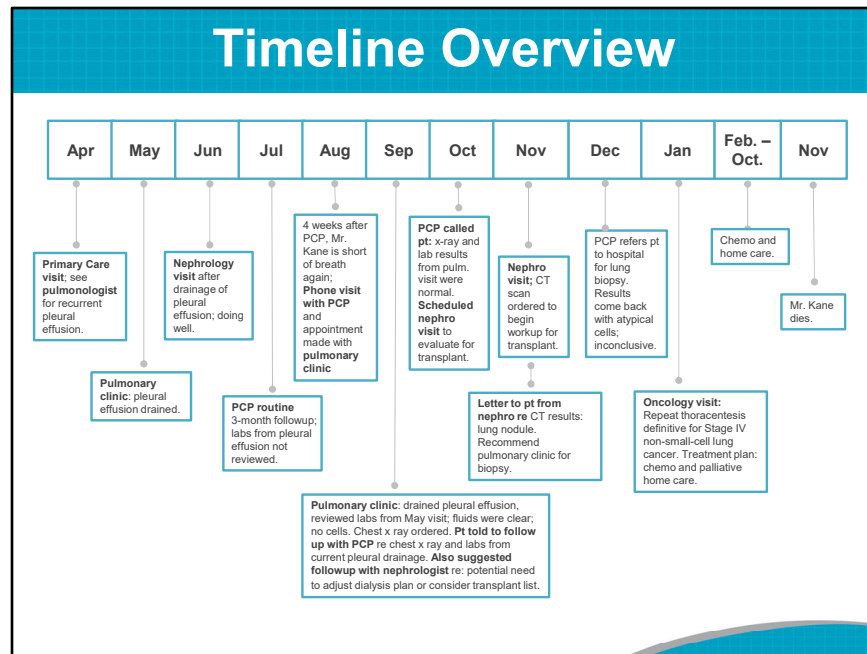 Timeline Overview
Apr
May
Jun
Jul
Aug
Sep
Oct
Nov
Dec
Jan
Feb. –
Oct.
Nov
Primary Care
visit; see
pulmonologist
for recurrent
pleural
effusion.
Pulmonary
clinic: pleural
effusion drained.
Nephrology
visit after
drainage of
pleural
effusion; doing
well.
PCP routine
3-month followup;
labs from pleural
effusion not
reviewed.
4 weeks after
PCP, Mr.
Kane is short
of breath
again;
Phone visit
with PCP
and
appointment
made with
pulmonary
clinic
Pulmonary clinic: drained pleural effusion,
reviewed labs from May visit; fluids were clear;
no cells. Chest x ray ordered. Pt told to follow
up with PCP re chest x ray and labs from
current pleural drainage. Also suggested
followup with nephrologist re: potential need
to adjust dialysis plan or consider transplant list.
PCP called
pt: x-ray and
lab results
from pulm.
visit were
normal.
Scheduled
nephro
visit to
evaluate for
transplant.
Nephro
visit; CT
scan
ordered to
begin
workup for
transplant.
Letter to pt from
nephro re CT results:
lung nodule.
Recommend
pulmonary clinic for
biopsy.
PCP refers pt
to hospital
for lung
biopsy.
Results
come back
with atypical
cells;
inconclusive.
Oncology visit:
Repeat thoracentesis
definitive for Stage IV
non-small-cell lung
cancer. Treatment plan:
chemo and palliative
home care.
Chemo and
home care.
Mr. Kane
dies.